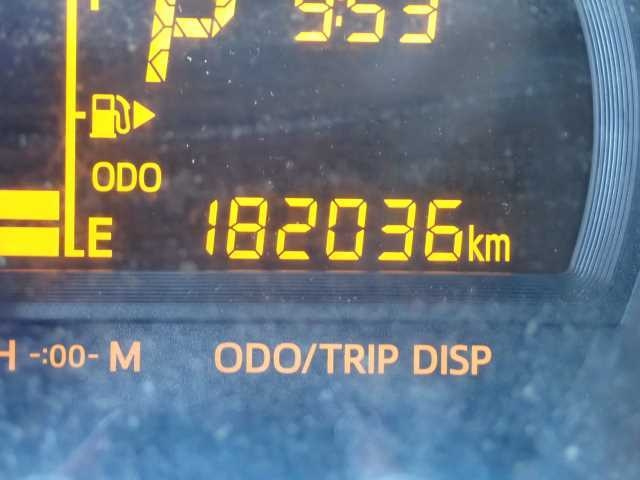 P 9:53
ODO
E 182036km
H -:00- M ODO/TRIP DISP